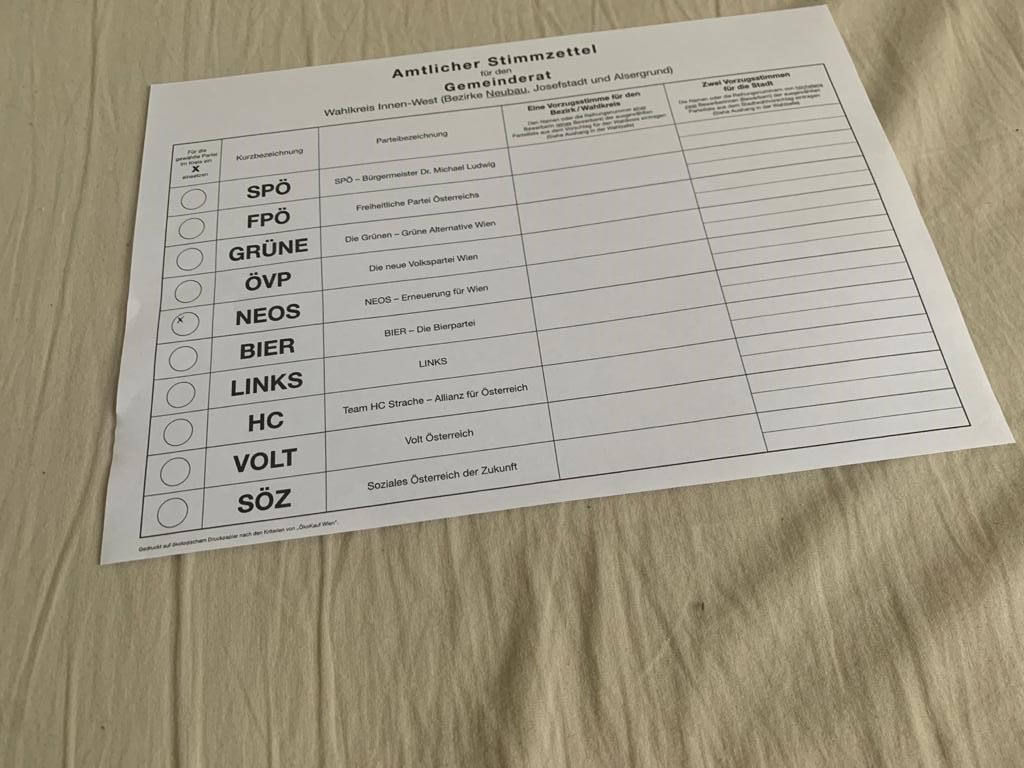 Amtlicher Stimmzettel
für den
Gemeinderat
Wahlkreis Innen-West (Bezirke Neubau, Josefstadt und Alsergrund)
Für die
gewählte Partei
im Kreis ein
X
einsetzen
Kurzbezeichnung
Parteibezeichnung
Eine Vorzugsstimme für den
Bezirk/Wahlkreis
Den Namen oder die Reihungsnummer einer
Bewerberin/eines Bewerbers der ausgewählten
Parteiliste aus dem Vorschlag für den Wahlkreis eintragen
(Siehe Aushang in der Wahlzelle)
Zwei Vorzugsstimmen
für die Stadt
Die Namen oder die Reihungsnummern von höchstens
zwei Bewerberinnen/Bewerbern der ausgewählten
Parteiliste aus dem Stadtwahlvorschlag eintragen
(Siehe Aushang in der Wahlzelle)
SPÖ
SPÖ – Bürgermeister Dr. Michael Ludwig
FPÖ
Freiheitliche Partei Österreichs
GRÜNE
Die Grünen – Grüne Alternative Wien
ÖVP
Die neue Volkspartei Wien
x
NEOS
NEOS – Erneuerung für Wien
BIER
BIER – Die Bierpartei
LINKS
LINKS
HC
Team HC Strache – Allianz für Österreich
VOLT
Volt Österreich
SÖZ
Soziales Österreich der Zukunft
Gedruckt auf ökologischem Druckpapier nach den Kriterien von „ÖkoKauf Wien“.